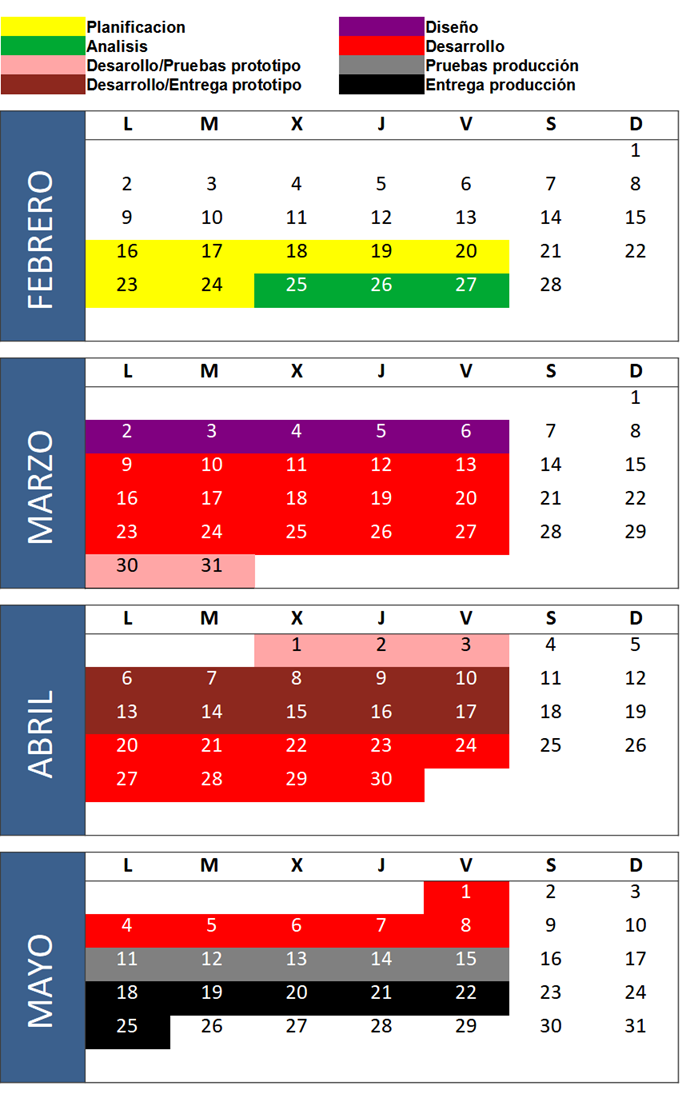 Planificacion Diseño
Analisis Desarrollo
Desarollo/Pruebas prototipo Pruebas producción
Desarrollo/Entrega prototipo Entrega producción
FEBRERO
L M X J V S D
1
2 3 4 5 6 7 8
9 10 11 12 13 14 15
16 17 18 19 20 21 22
23 24 25 26 27 28
MARZO
L M X J V S D
1
2 3 4 5 6 7 8
9 10 11 12 13 14 15
16 17 18 19 20 21 22
23 24 25 26 27 28 29
30 31
ABRIL
L M X J V S D
1 2 3 4 5
6 7 8 9 10 11 12
13 14 15 16 17 18 19
20 21 22 23 24 25 26
27 28 29 30
MAYO
L M X J V S D
1 2 3
4 5 6 7 8 9 10
11 12 13 14 15 16 17
18 19 20 21 22 23 24
25 26 27 28 29 30 31